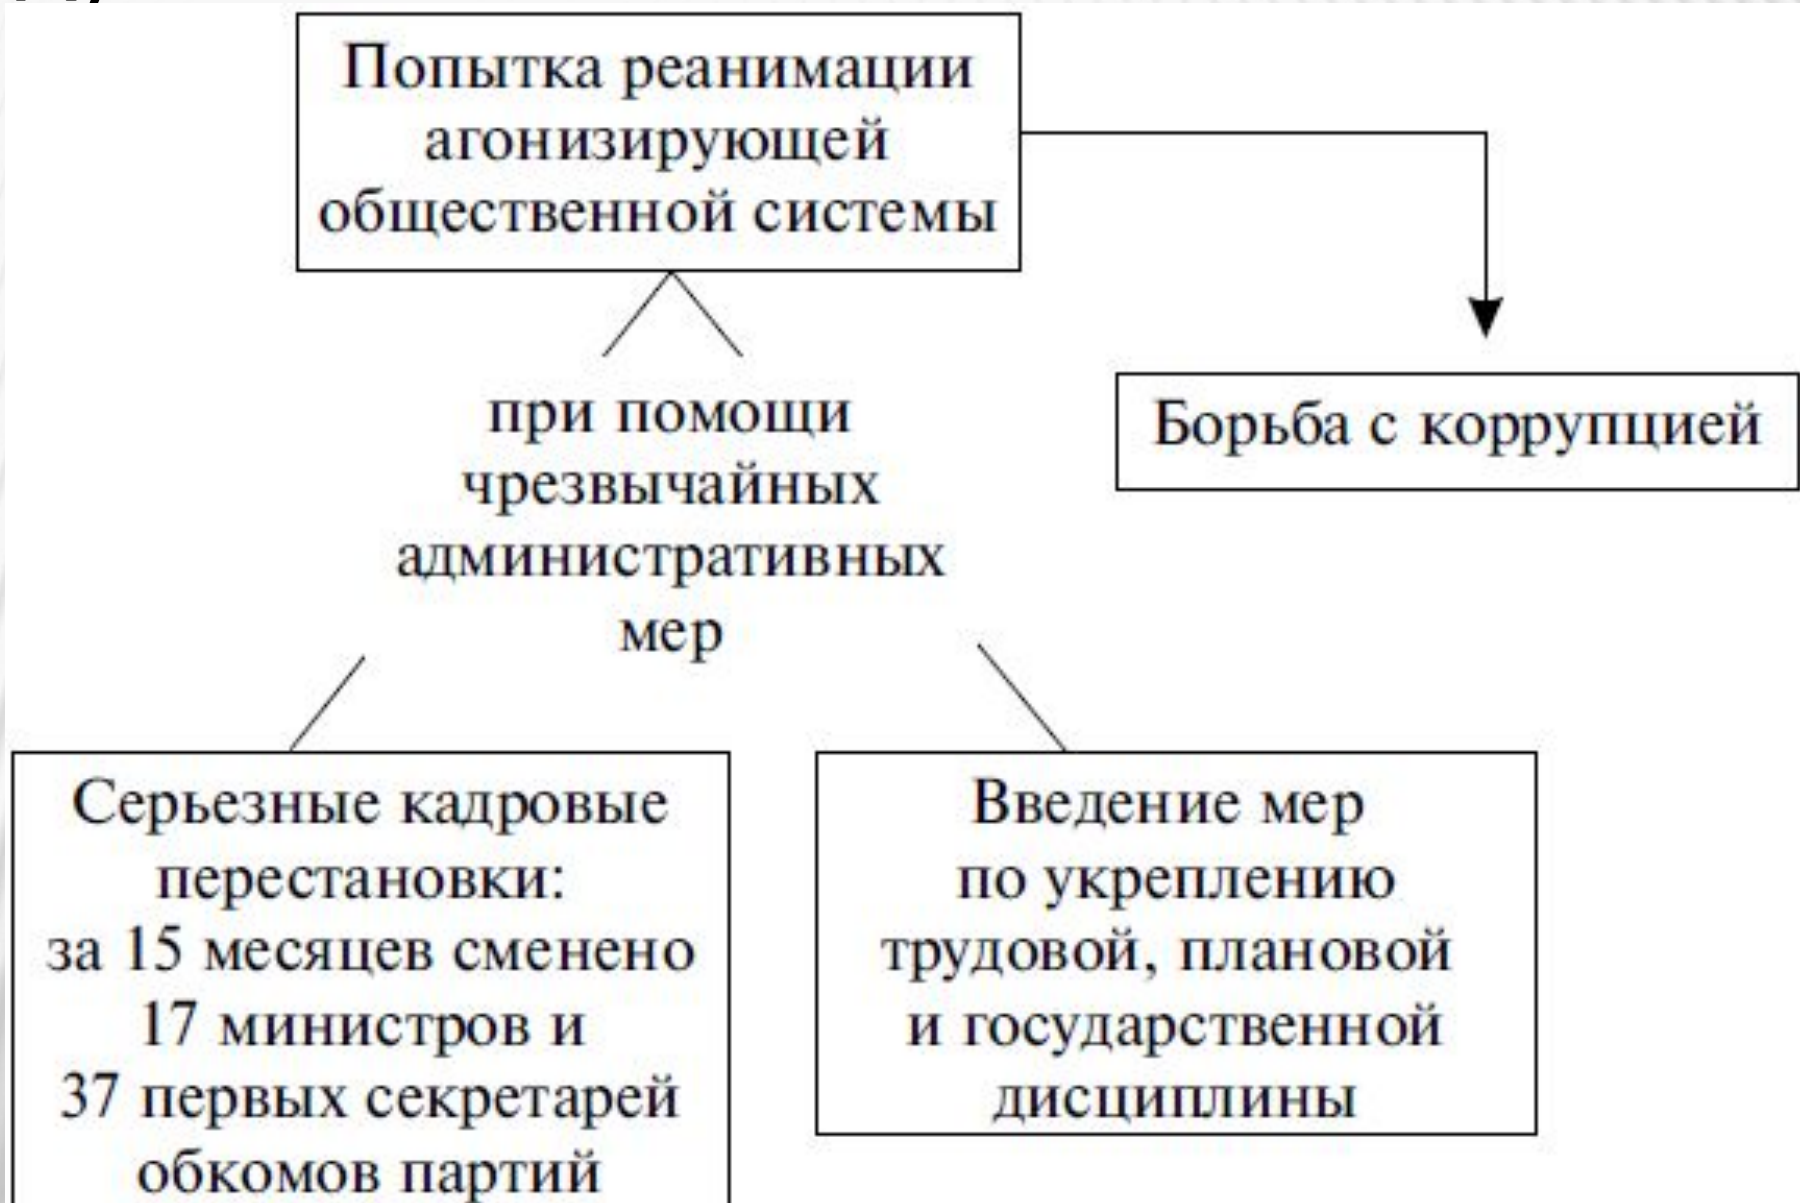 Попытка реанимации
агонизирующей
общественной системы
при помощи
чрезвычайных
административных
мер
Борьба с коррупцией
Серьезные кадровые
перестановки:
за 15 месяцев сменено
17 министров и
37 первых секретарей
обкомов партий
Введение мер
по укреплению
трудовой, плановой
и государственной
дисциплины